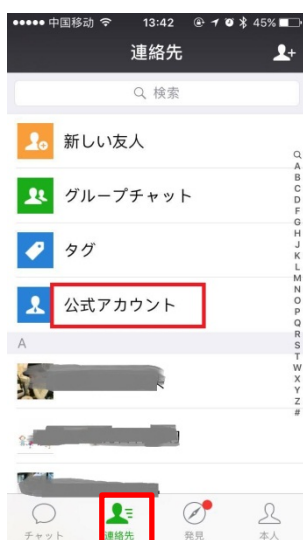 中国移动 13:42 45%
連絡先
検索
新しい友人
グループチャット
タグ
公式アカウント
A
Q
A
B
C
D
F
G
H
J
K
L
M
N
O
P
Q
R
S
T
W
X
Y
Z
#
チャット 連絡先 発見 本人